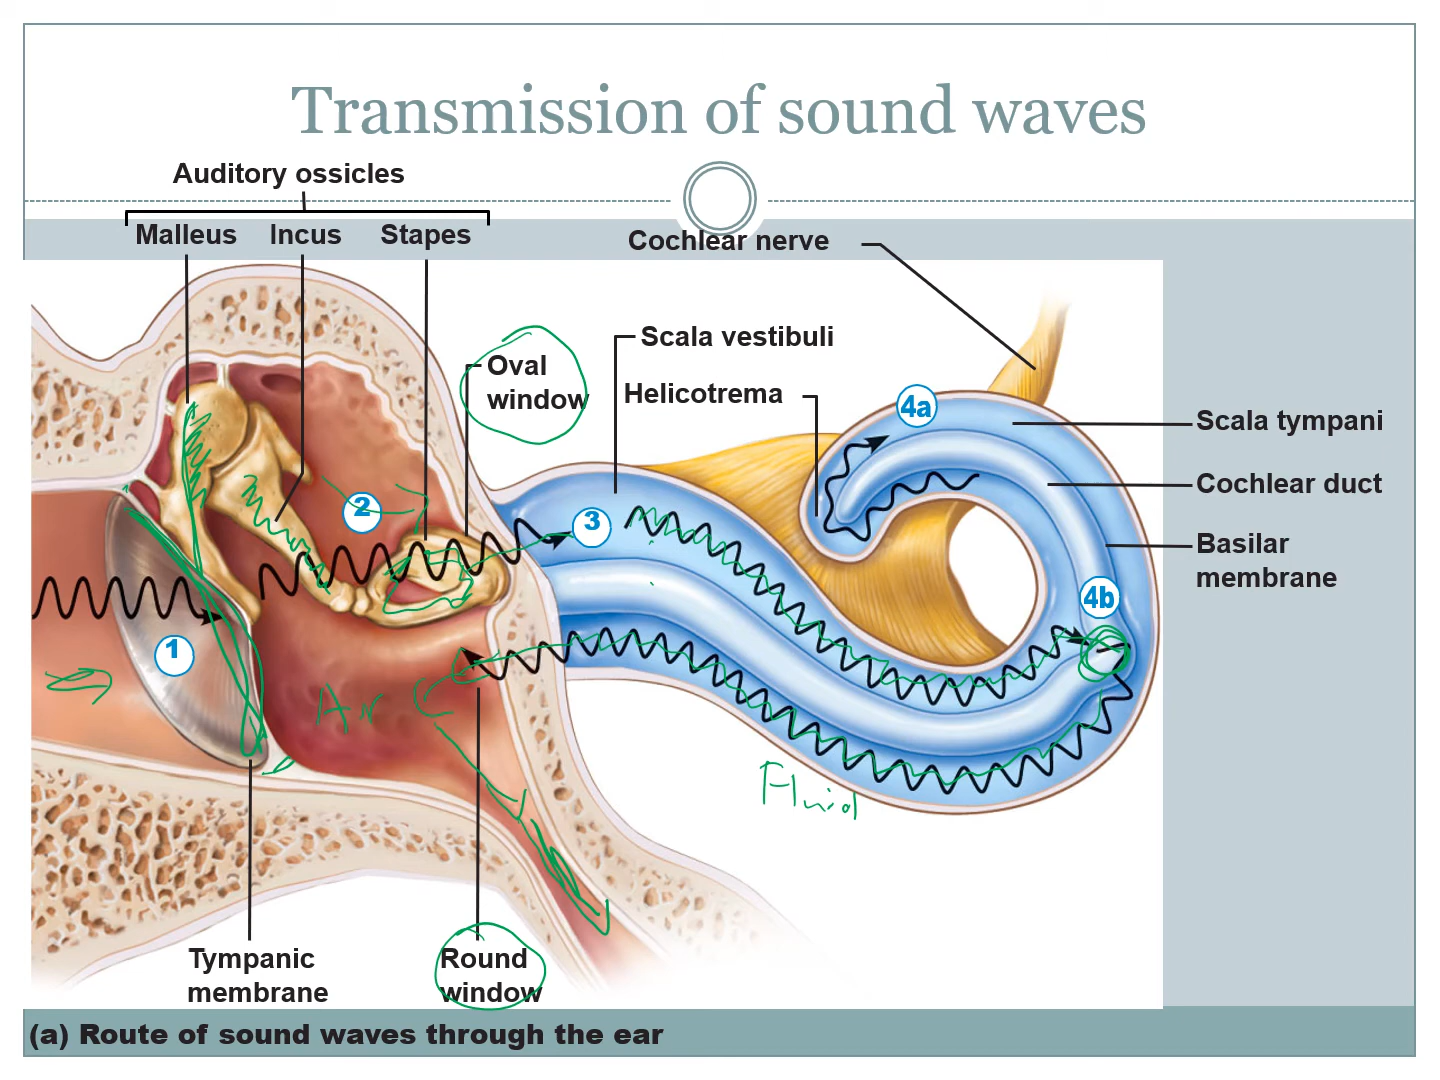 Transmission of sound waves
Auditory ossicles
Malleus Incus Stapes
Cochlear nerve
Scala vestibuli
Oval
window
Helicotrema
4a
Scala tympani
Cochlear duct
2
3
Basilar
membrane
4b
1
Air
Fluid
Tympanic
membrane
Round
window
(a) Route of sound waves through the ear